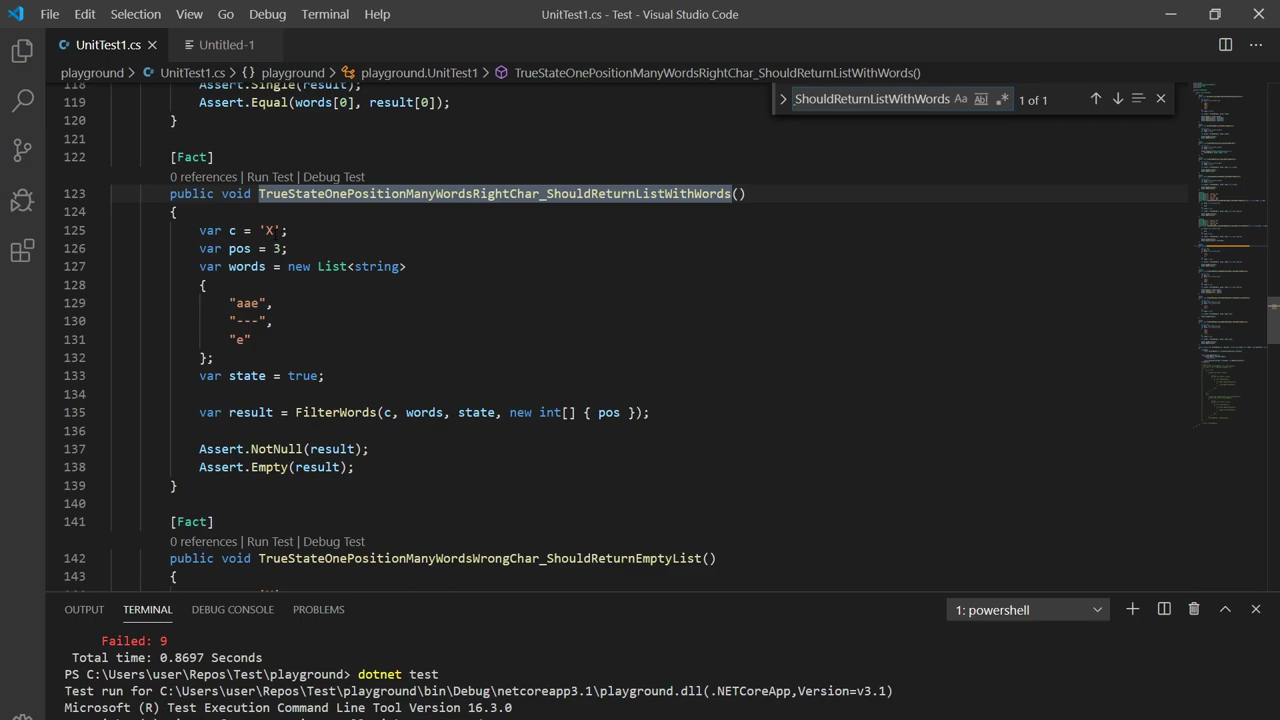 File Edit Selection View Go Debug Terminal Help
UnitTest1.cs - Test - Visual Studio Code
UnitTest1.cs
Untitled-1
playground > UnitTest1.cs > {} playground > playground.UnitTest1 > TrueStateOnePositionManyWordsRightChar_ShouldReturnListWithWords()
ShouldReturnListWithWords Aa Abl .* 1 of 1
118 Assert.Single(result);
119 Assert.Equal(words[0], result[0]);
120 }
121
122 [Fact]
0 references | Run Test | Debug Test
123 public void TrueStateOnePositionManyWordsRightChar_ShouldReturnListWithWords()
124 {
125 var c = 'X';
126 var pos = 3;
127 var words = new List<string>
128 {
129 "aae",
130 "---",
131 "e"
132 };
133 var state = true;
134
135 var result = FilterWords(c, words, state, new int[] { pos });
136
137 Assert.NotNull(result);
138 Assert.Empty(result);
139 }
140
141 [Fact]
0 references | Run Test | Debug Test
142 public void TrueStateOnePositionManyWordsWrongChar_ShouldReturnEmptyList()
143 {
OUTPUT TERMINAL DEBUG CONSOLE PROBLEMS
1: powershell
Failed: 9
Total time: 0.8697 Seconds
PS C:\Users\user\Repos\Test\playground> dotnet test
Test run for C:\Users\user\Repos\Test\playground\bin\Debug\netcoreapp3.1\playground.dll(.NETCoreApp,Version=v3.1)
Microsoft (R) Test Execution Command Line Tool Version 16.3.0